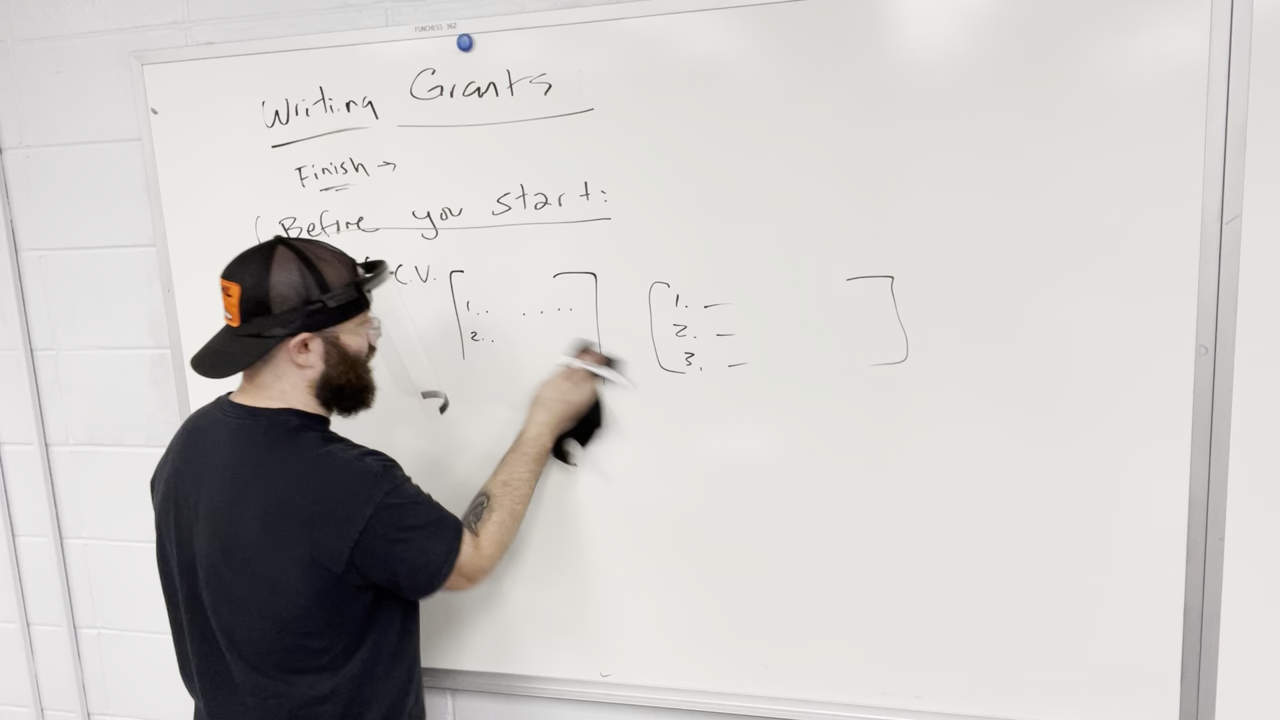 Writing Grants
Finish →
Before you start:
C.V.
1.. ....
2..
1. —
2. —
3. —